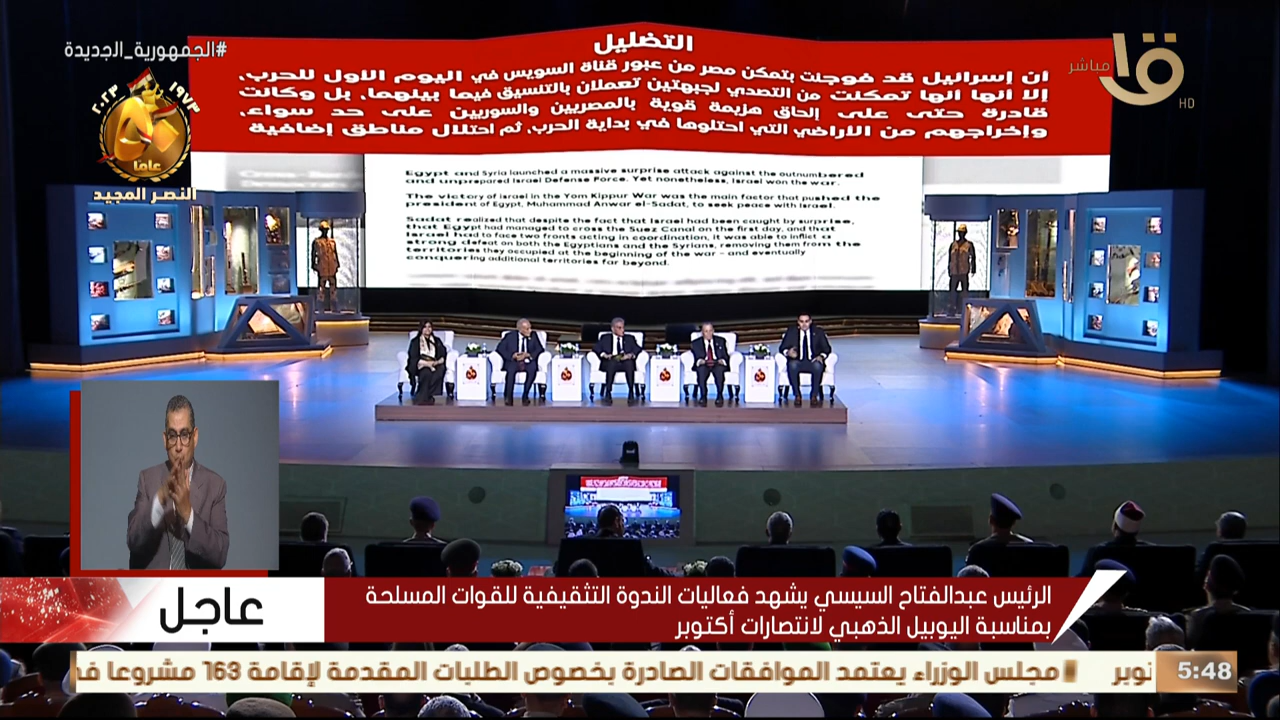 #الجمهورية_الجديدة
١٩٧٣
٢٠٢٣
عامًا
النصر المجيد
مباشر
HD
التضليل
أن إسرائيل قد فوجئت بتمكن مصر من عبور قناة السويس في اليوم الأول للحرب،
إلا أنها أنها تمكنت من التصدي لجبهتين تعملان بالتنسيق فيما بينهما، بل وكانت
قادرة حتى على إلحاق هزيمة قوية بالمصريين والسوريين على حد سواء،
وإخراجهم من الأراضي التي احتلوها في بداية الحرب، ثم احتلال مناطق إضافية
Egypt and Syria launched a massive surprise attack against the outnumbered
and unprepared Israel Defense Force. Yet nonetheless, Israel won the war.
The victory of Israel in the Yom Kippur War was the main factor that pushed the
president of Egypt, Muhammad Anwar el-Sadat, to seek peace with Israel.
Sadat realized that despite the fact that Israel had been caught by surprise,
that Egypt had managed to cross the Suez Canal on the first day, and that
Israel had to face two fronts acting in coordination, it was able to inflict a
strong defeat on both the Egyptians and the Syrians, removing them from the
territories they occupied at the beginning of the war – and eventually
conquering additional territories far beyond.
عاجل
الرئيس عبدالفتاح السيسي يشهد فعاليات الندوة التثقيفية للقوات المسلحة
بمناسبة اليوبيل الذهبي لانتصارات أكتوبر
توبر مجلس الوزراء يعتمد الموافقات الصادرة بخصوص الطلبات المقدمة لإقامة 163 مشروعا
5:48